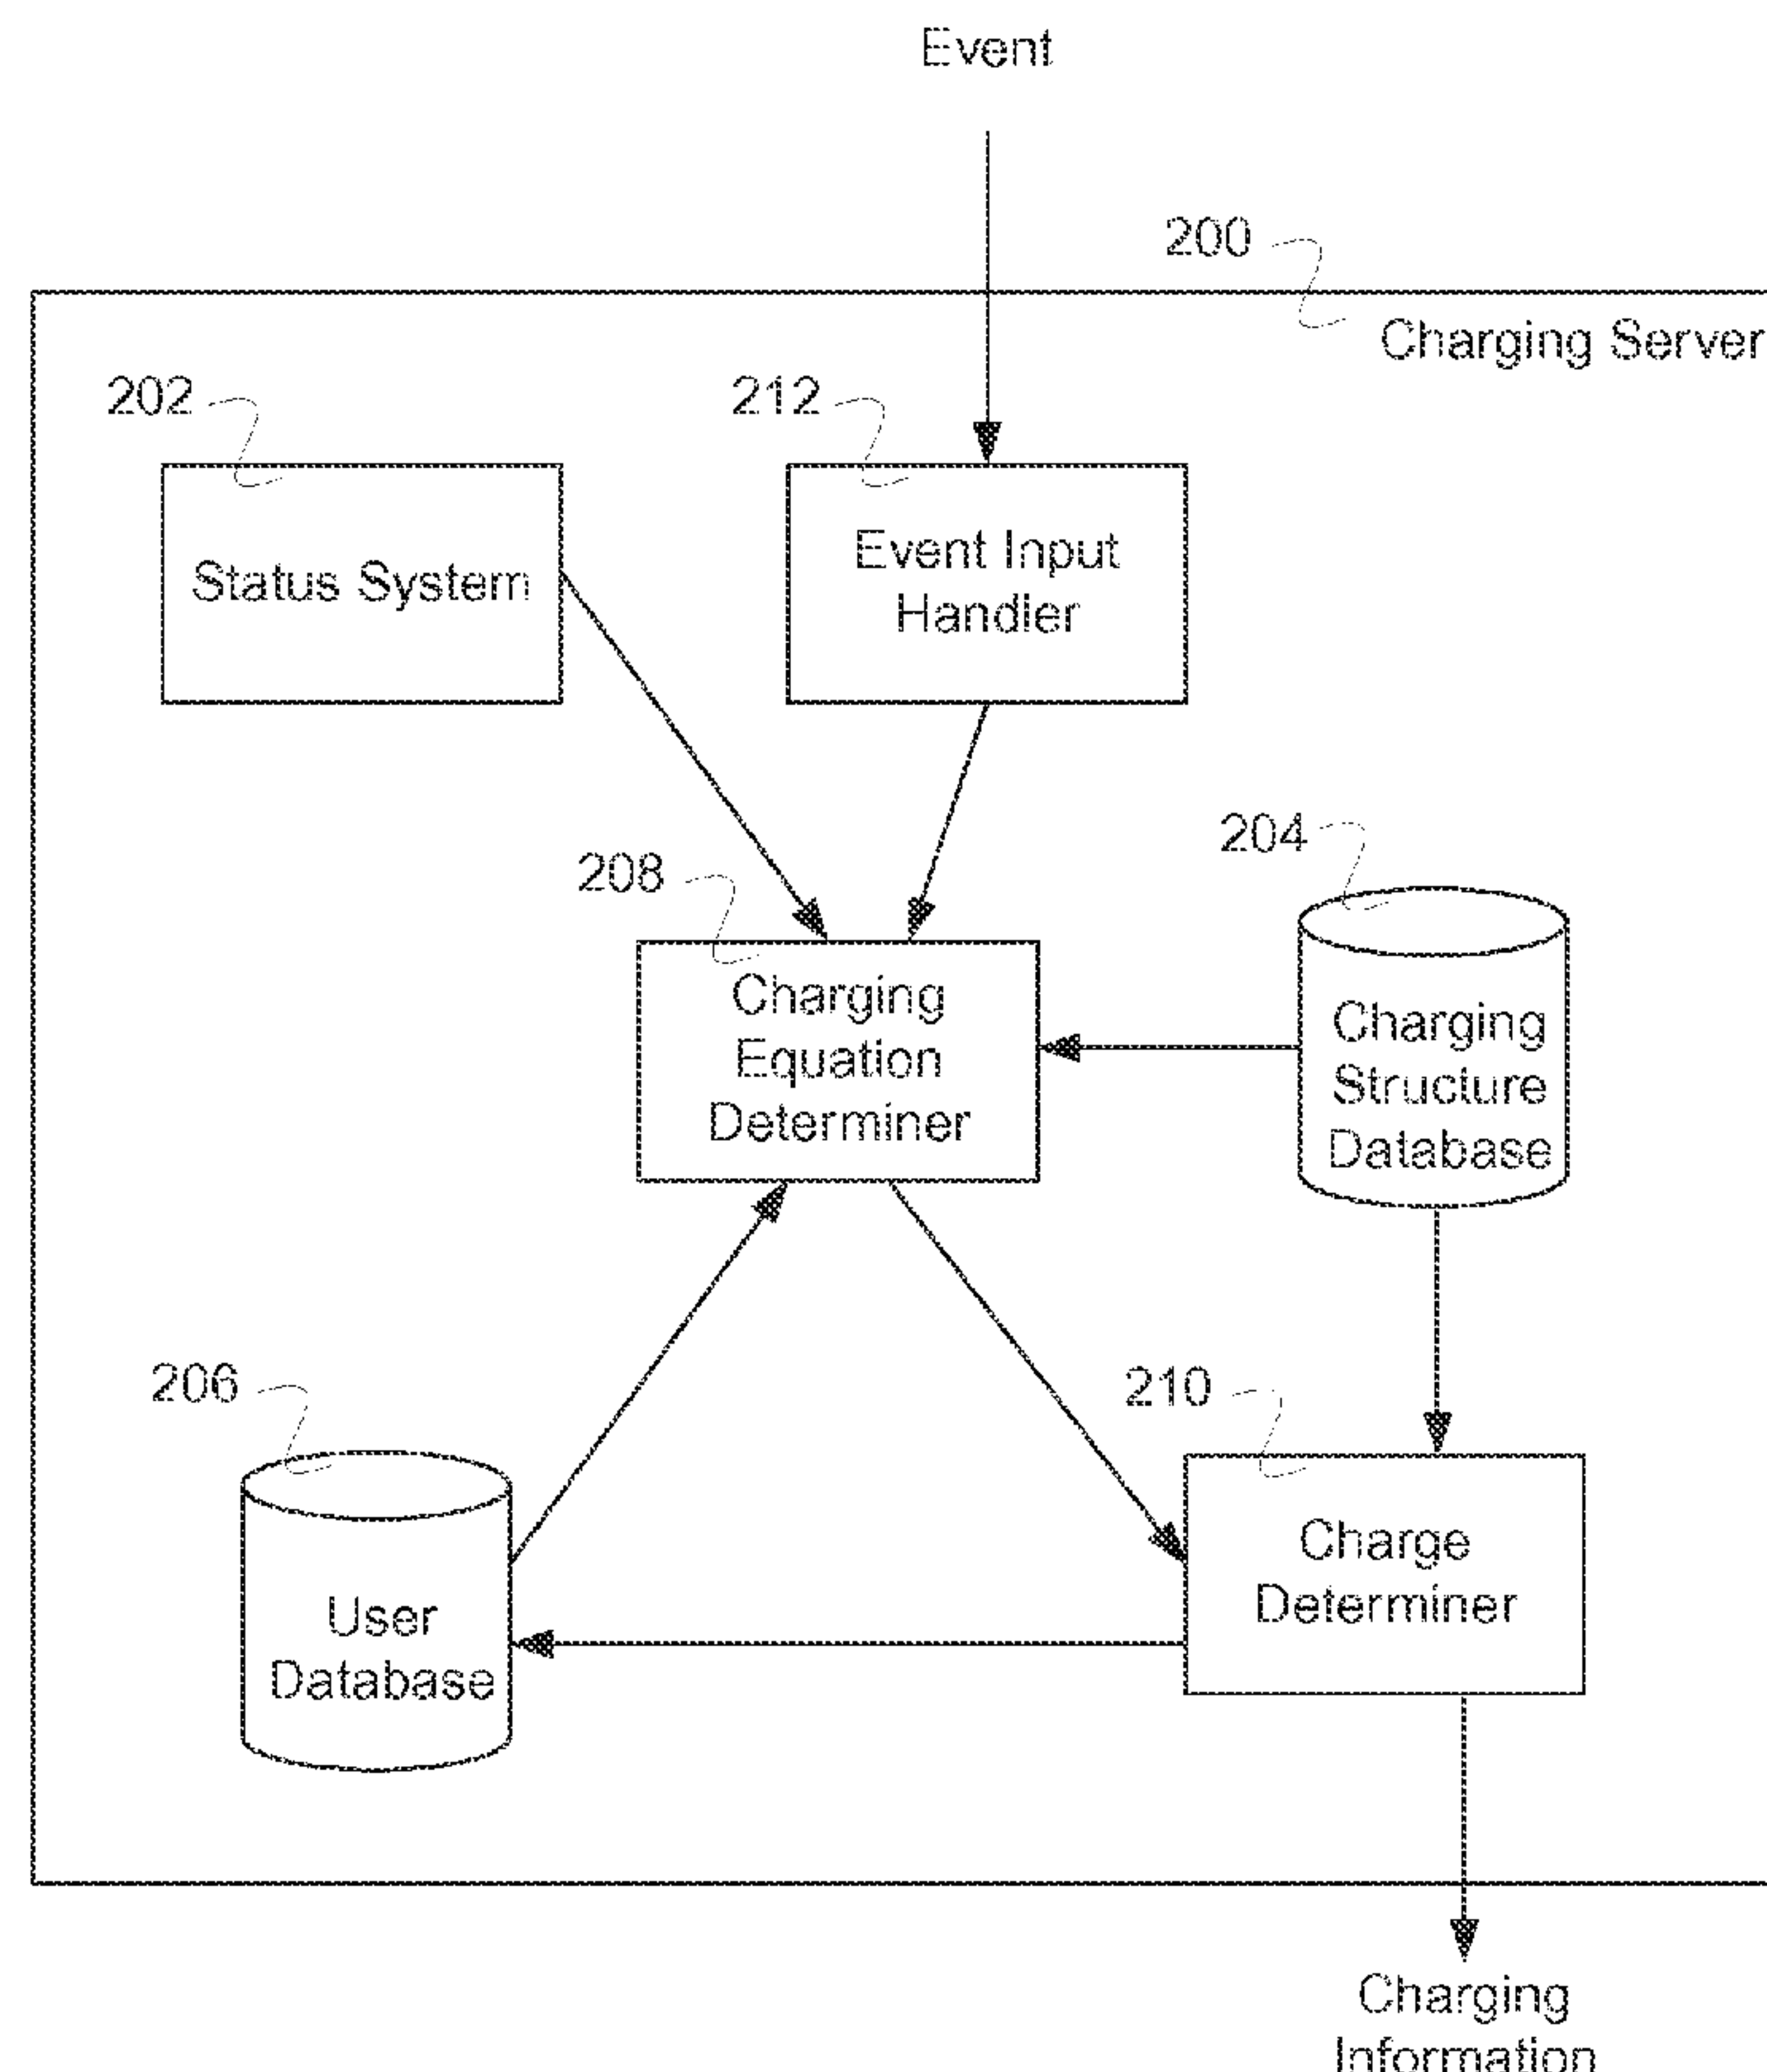 Event
200
Charging Server
202
212
Status System
Event Input
Handler
204
208
Charging
Equation
Determiner
Charging
Structure
Database
206
210
User
Database
Charge
Determiner
Charging
Information